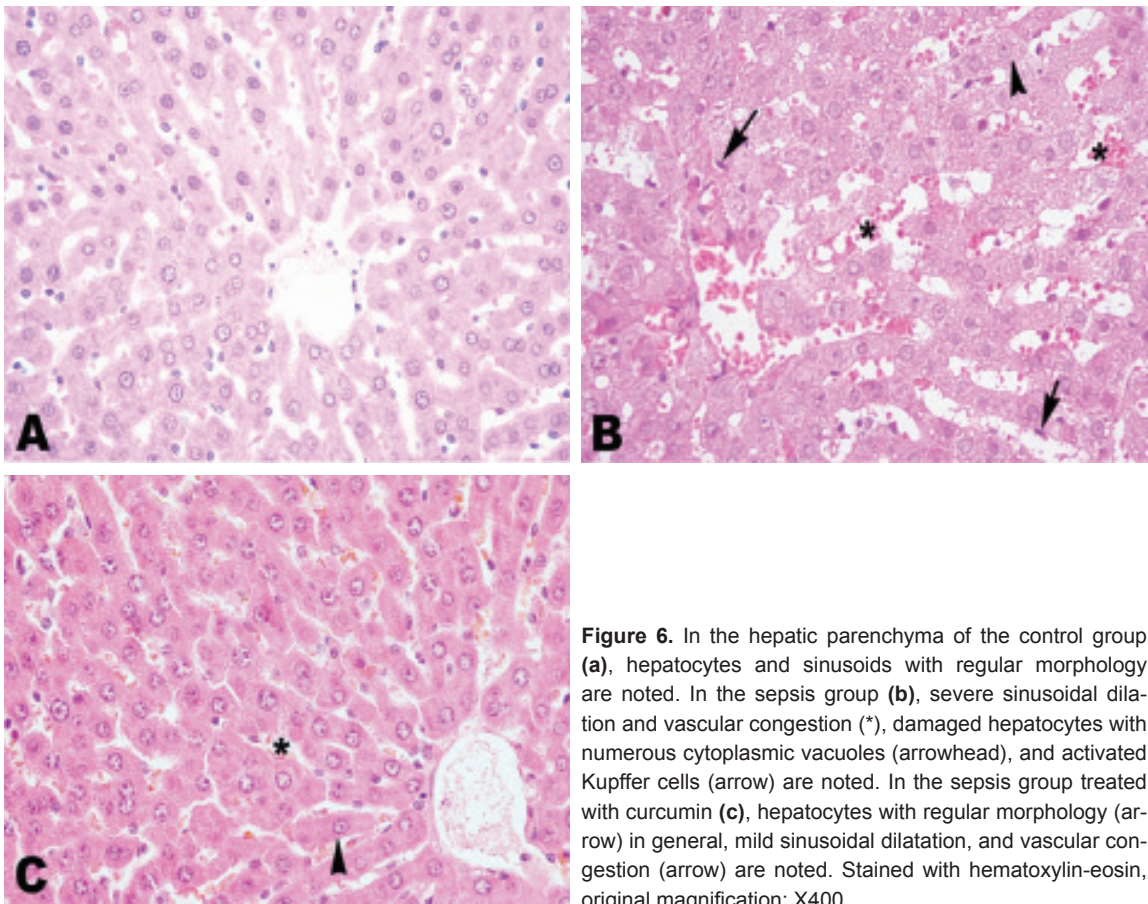 A
B
C
*
*
*
Figure 6. In the hepatic parenchyma of the control group
(a), hepatocytes and sinusoids with regular morphology
are noted. In the sepsis group (b), severe sinusoidal dila-
tion and vascular congestion (*), damaged hepatocytes with
numerous cytoplasmic vacuoles (arrowhead), and activated
Kupffer cells (arrow) are noted. In the sepsis group treated
with curcumin (c), hepatocytes with regular morphology (ar-
row) in general, mild sinusoidal dilatation, and vascular con-
gestion (arrow) are noted. Stained with hematoxylin-eosin,
original magnification: X400